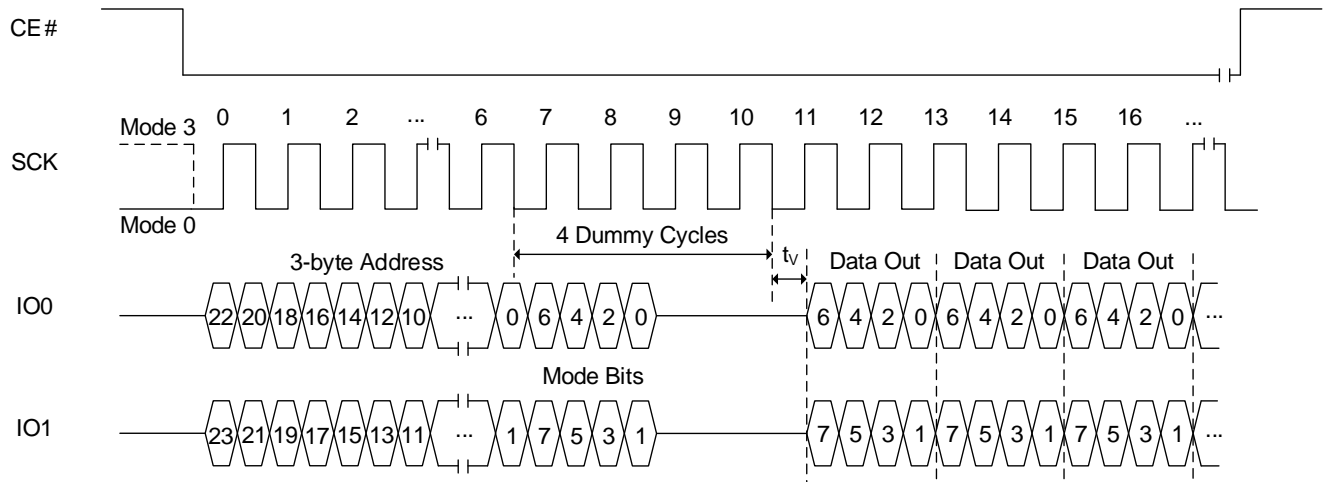 CE#
0 1 2 ... 6 7 8 9 10 11 12 13 14 15 16 ...
Mode 3
SCK
Mode 0
4 Dummy Cycles
3-byte Address
tV
Data Out Data Out Data Out
IO0
22 20 18 16 14 12 10 ... 0 6 4 2 0 6 4 2 0 6 4 2 0 6 4 2 0 ...
Mode Bits
IO1
23 21 19 17 15 13 11 ... 1 7 5 3 1 7 5 3 1 7 5 3 1 7 5 3 1 ...